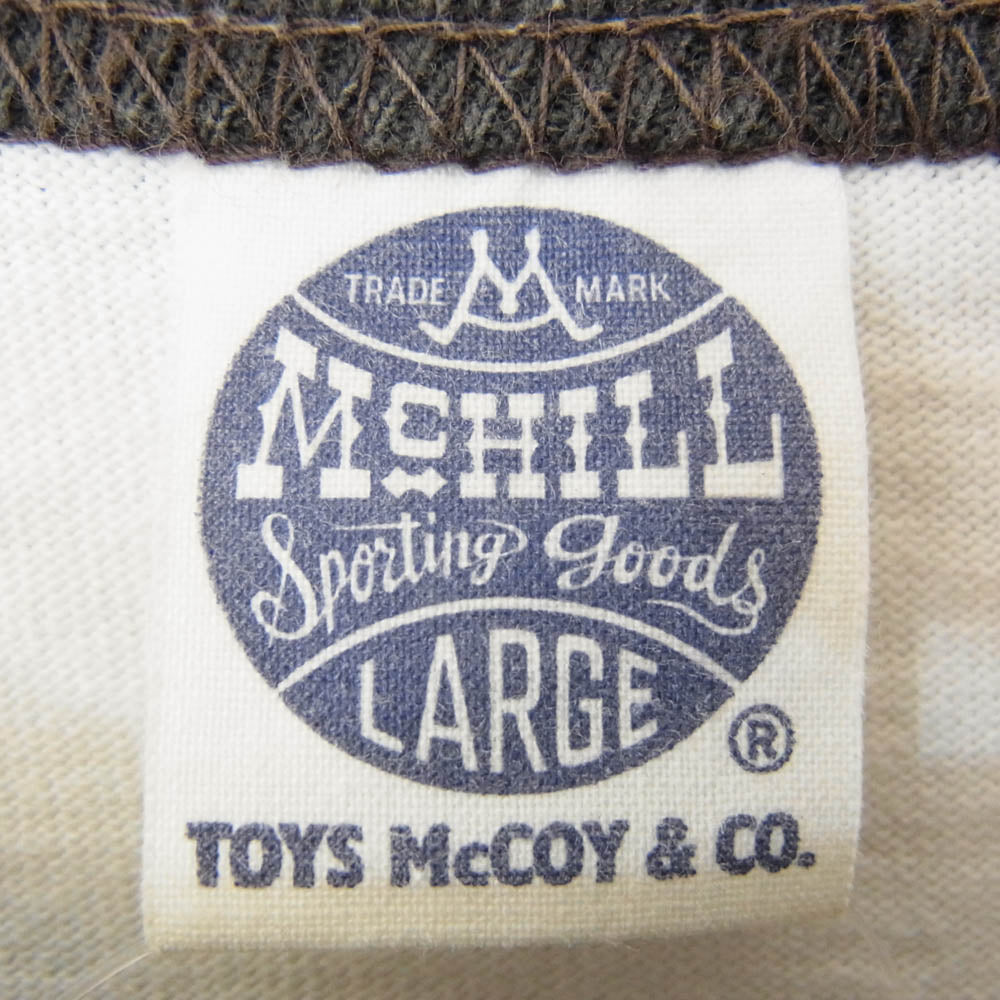 TRADE M MARK
McHILL
Sporting Goods
LARGE
®
TOYS McCOY & CO.